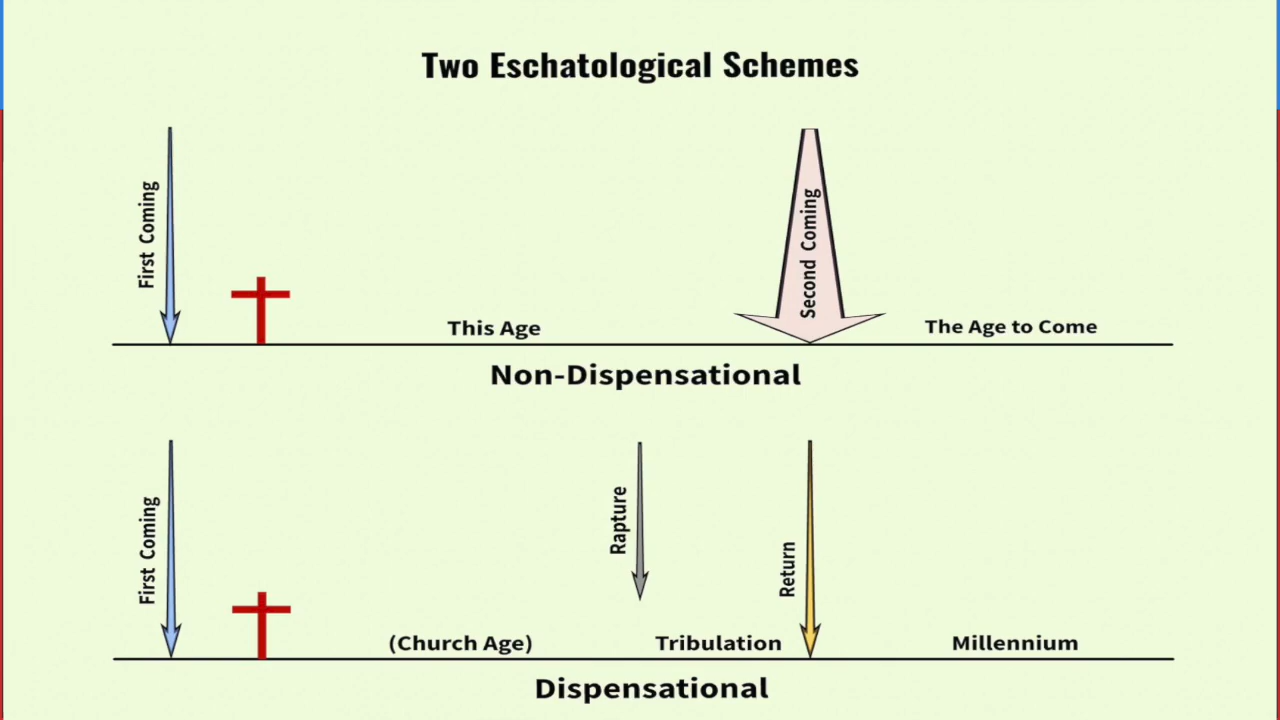 Two Eschatological Schemes
First Coming
Second Coming
This Age
The Age to Come
Non-Dispensational
First Coming
Rapture
Return
(Church Age)
Tribulation
Millennium
Dispensational